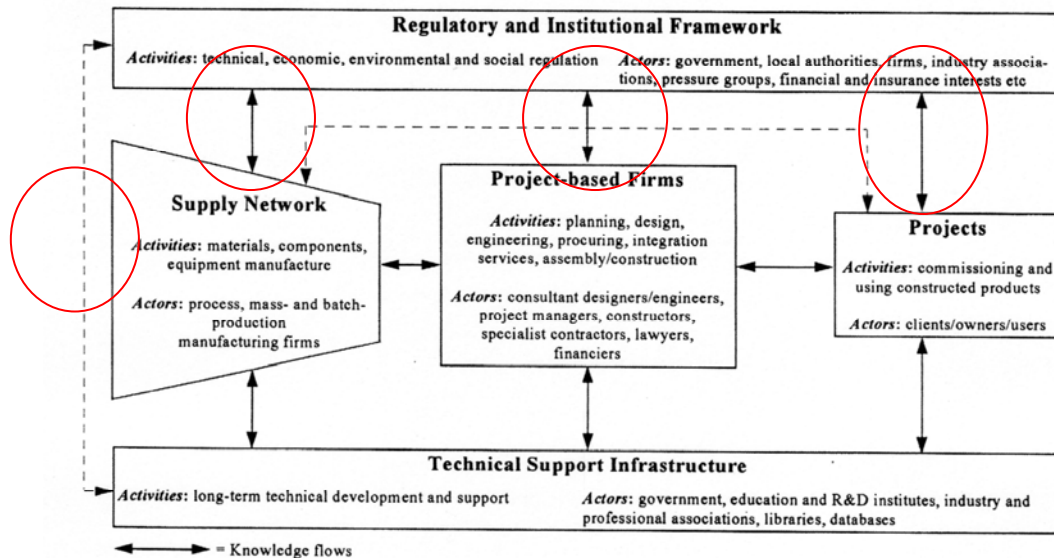 Regulatory and Institutional Framework
Activities: technical, economic, environmental and social regulation
Actors: government, local authorities, firms, industry associa-
tions, pressure groups, financial and insurance interests etc
Supply Network
Activities: materials, components,
equipment manufacture
Actors: process, mass- and batch-
production
manufacturing firms
Project-based Firms
Activities: planning, design,
engineering, procuring, integration
services, assembly/construction
Actors: consultant designers/engineers,
project managers, constructors,
specialist contractors, lawyers,
financiers
Projects
Activities: commissioning and
using constructed products
Actors: clients/owners/users
Technical Support Infrastructure
Activities: long-term technical development and support
Actors: government, education and R&D institutes, industry and
professional associations, libraries, databases
= Knowledge flows